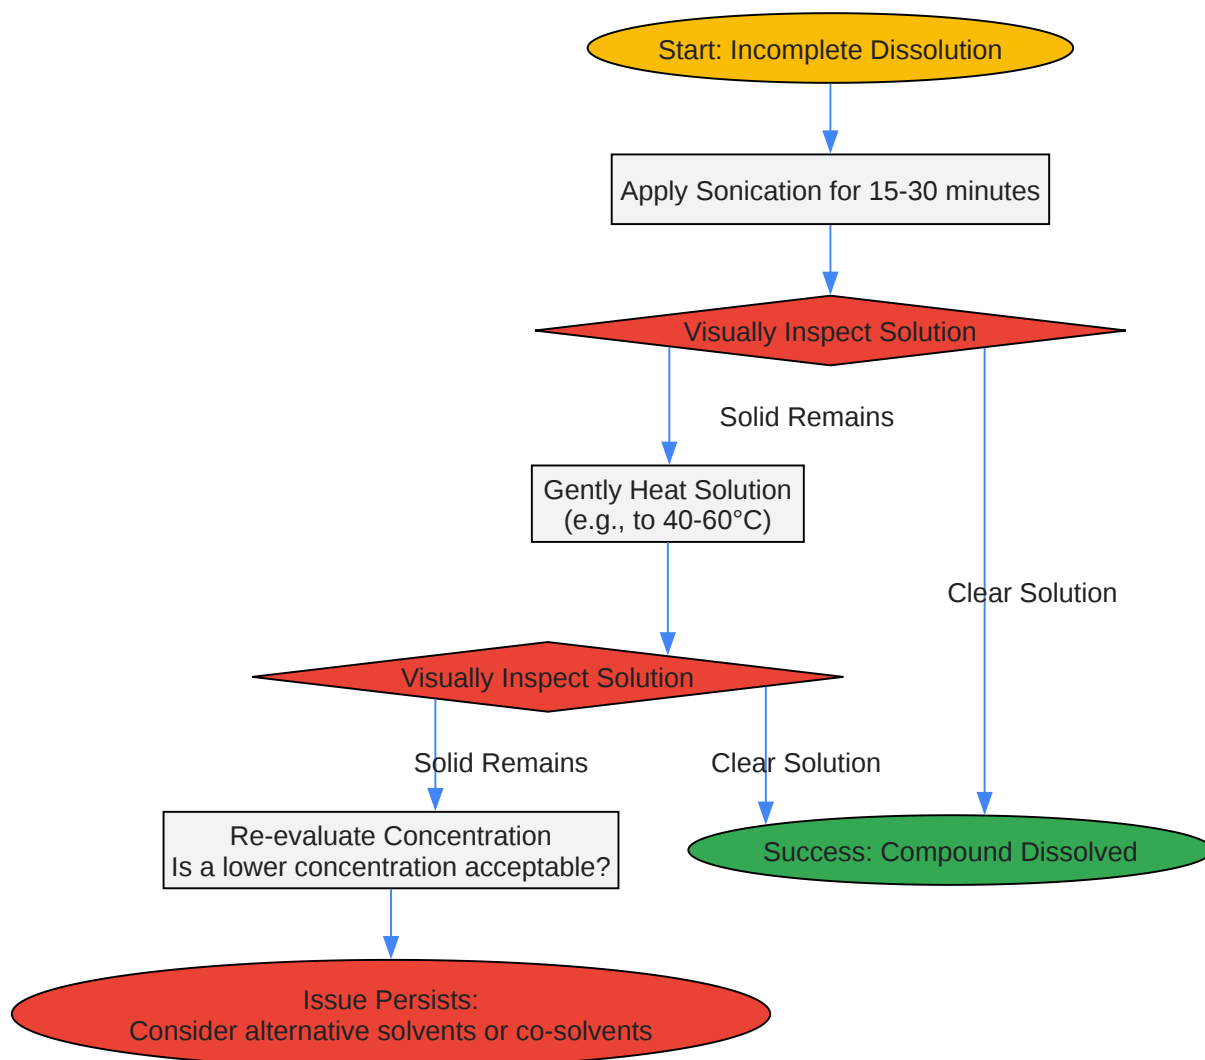 Start: Incomplete Dissolution
Apply Sonication for 15-30 minutes
Visually Inspect Solution
Solid Remains
Gently Heat Solution
(e.g., to 40-60°C)
Clear Solution
Visually Inspect Solution
Solid Remains
Clear Solution
Re-evaluate Concentration
Is a lower concentration acceptable?
Success: Compound Dissolved
Issue Persists:
Consider alternative solvents or co-solvents